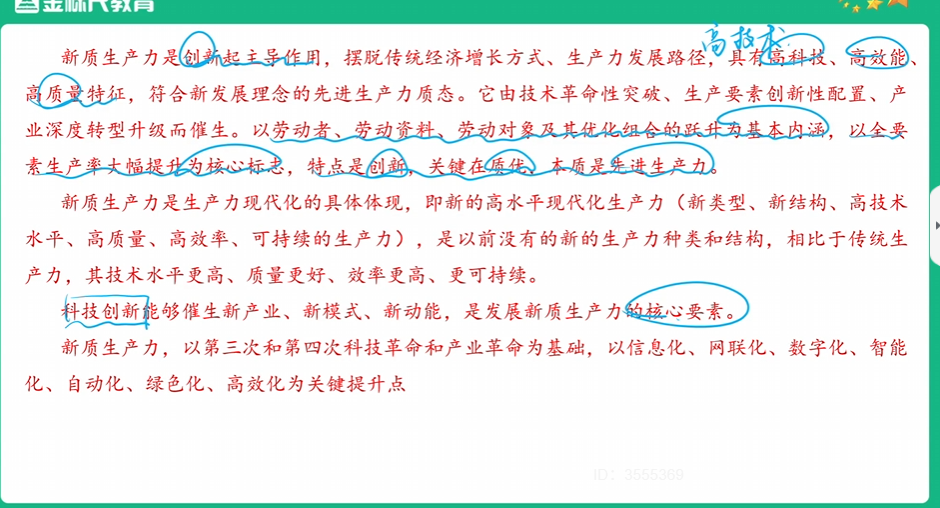 金标尺教育
高技术
新质生产力是创新起主导作用，摆脱传统经济增长方式、生产力发展路径，具有高科技、高效能、
高质量特征，符合新发展理念的先进生产力质态。它由技术革命性突破、生产要素创新性配置、产
业深度转型升级而催生。以劳动者、劳动资料、劳动对象及其优化组合的跃升为基本内涵，以全要
素生产率大幅提升为核心标志，特点是创新，关键在质优，本质是先进生产力。
新质生产力是生产力现代化的具体体现，即新的高水平现代化生产力（新类型、新结构、高技术
水平、高质量、高效率、可持续的生产力），是以前没有的新的生产力种类和结构，相比于传统生
产力，其技术水平更高、质量更好、效率更高、更可持续。
科技创新能够催生新产业、新模式、新动能，是发展新质生产力的核心要素。
新质生产力，以第三次和第四次科技革命和产业革命为基础，以信息化、网联化、数字化、智能
化、自动化、绿色化、高效化为关键提升点
ID：3555369